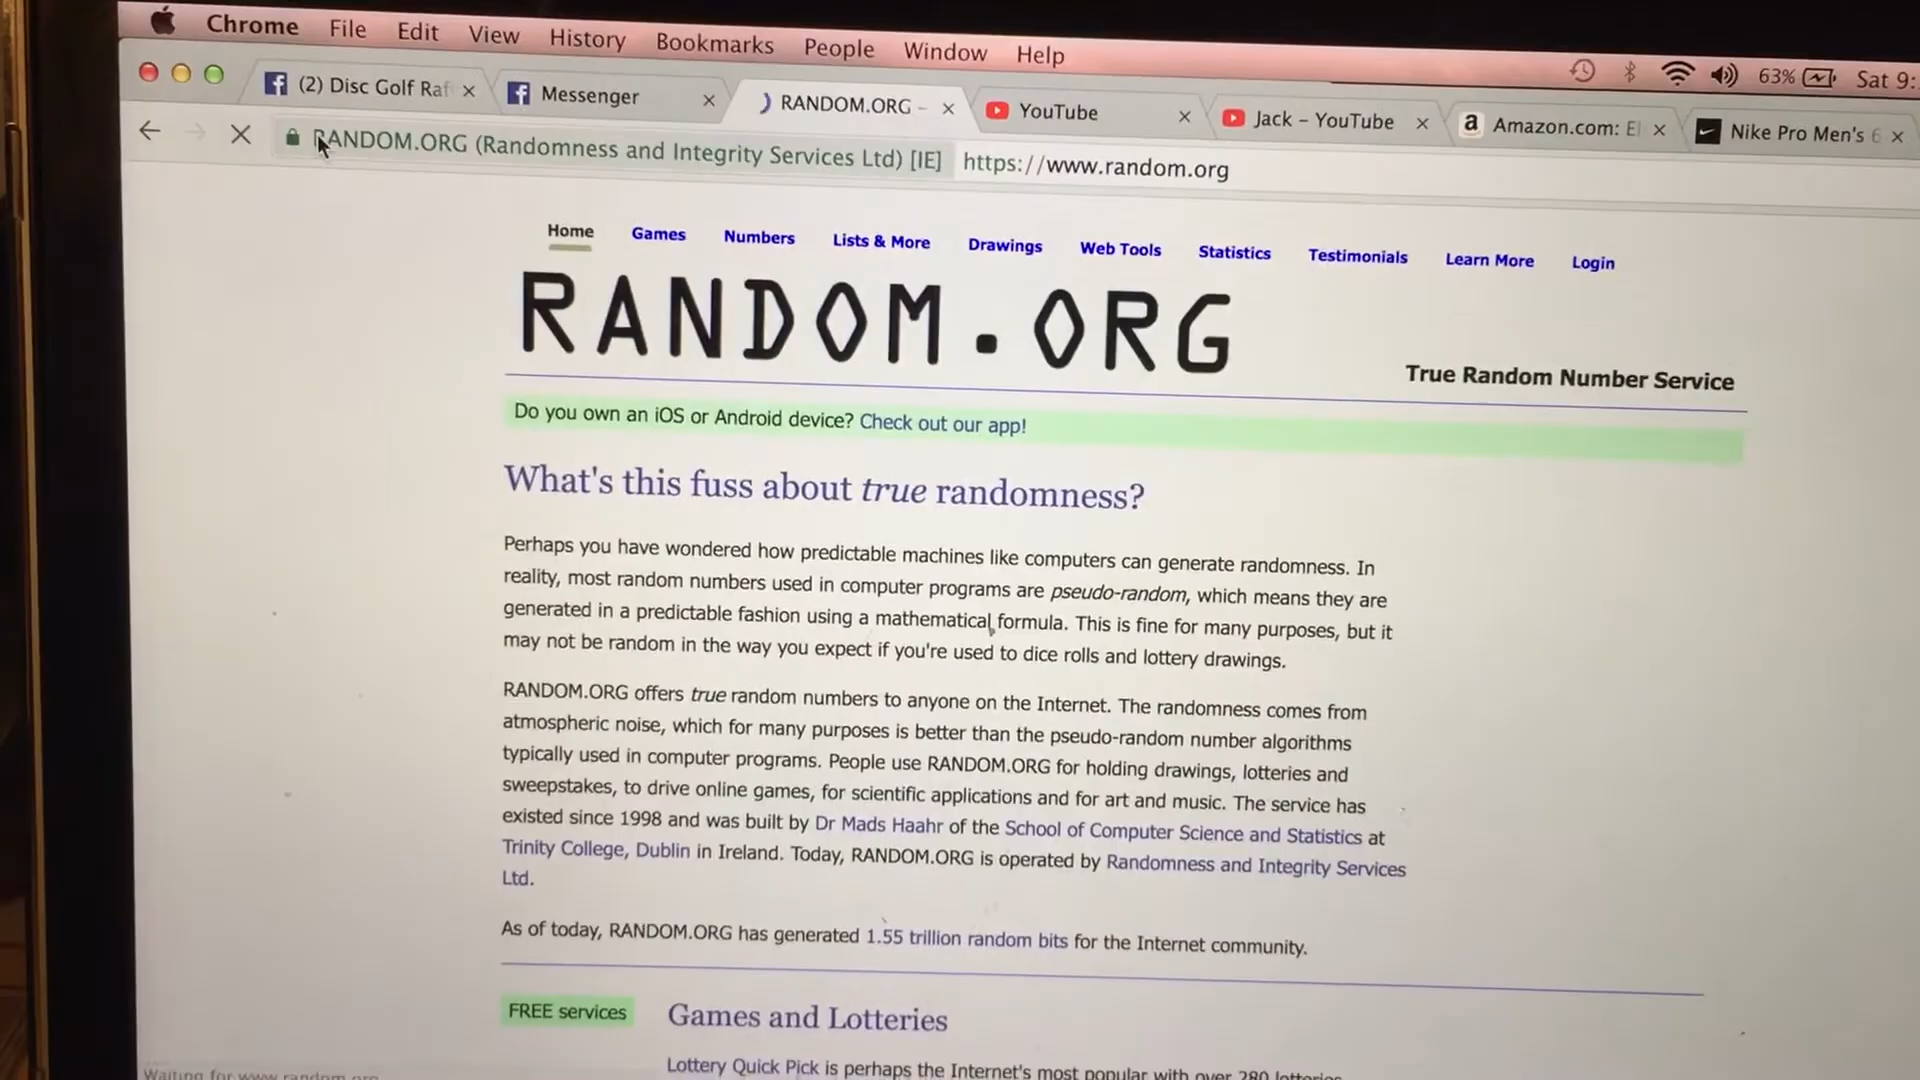 Chrome File Edit View History Bookmarks People Window Help 63% Sat 9:
(2) Disc Golf Raf Messenger RANDOM.ORG - YouTube Jack - YouTube Amazon.com: El Nike Pro Men's 6
RANDOM.ORG (Randomness and Integrity Services Ltd) [IE] https://www.random.org
Home Games Numbers Lists & More Drawings Web Tools Statistics Testimonials Learn More Login
RANDOM.ORG
True Random Number Service
Do you own an iOS or Android device? Check out our app!
What's this fuss about true randomness?
Perhaps you have wondered how predictable machines like computers can generate randomness. In
reality, most random numbers used in computer programs are pseudo-random, which means they are
generated in a predictable fashion using a mathematical formula. This is fine for many purposes, but it
may not be random in the way you expect if you're used to dice rolls and lottery drawings.
RANDOM.ORG offers true random numbers to anyone on the Internet. The randomness comes from
atmospheric noise, which for many purposes is better than the pseudo-random number algorithms
typically used in computer programs. People use RANDOM.ORG for holding drawings, lotteries and
sweepstakes, to drive online games, for scientific applications and for art and music. The service has
existed since 1998 and was built by Dr Mads Haahr of the School of Computer Science and Statistics at
Trinity College, Dublin in Ireland. Today, RANDOM.ORG is operated by Randomness and Integrity Services
Ltd.
As of today, RANDOM.ORG has generated 1.55 trillion random bits for the Internet community.
FREE services Games and Lotteries
Lottery Quick Pick is perhaps the Internet's most popular with over 280 lotteries
Waiting for www.random.org